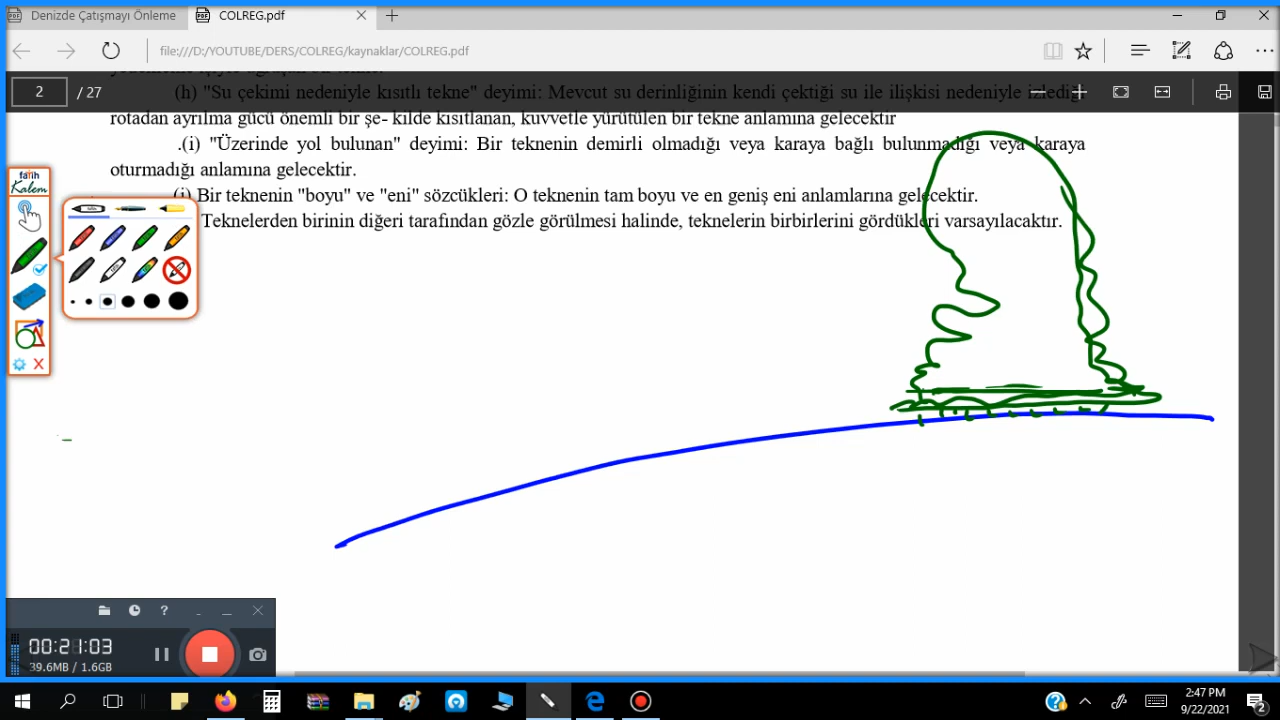 Denizde Çatışmayı Önleme
COLREG.pdf
file:///D:/YOUTUBE/DERS/COLREG/kaynaklar/COLREG.pdf
2 / 27
(h) "Su çekimi nedeniyle kısıtlı tekne" deyimi: Mevcut su derinliğinin kendi çektiği su ile ilişkisi nedeniyle izlediği
rotadan ayrılma gücü önemli bir şe- kilde kısıtlanan, kuvvetle yürütülen bir tekne anlamına gelecektir
.(i) "Üzerinde yol bulunan" deyimi: Bir teknenin demirli olmadığı veya karaya bağlı bulunmadığı veya karaya
oturmadığı anlamına gelecektir.
(j) Bir teknenin "boyu" ve "eni" sözcükleri: O teknenin tam boyu ve en geniş eni anlamlarına gelecektir.
Teknelerden birinin diğeri tarafından gözle görülmesi halinde, teknelerin birbirlerini gördükleri varsayılacaktır.
fatih
Kalem
00:21:03
39.6MB / 1.6GB
2:47 PM
9/22/2021
2